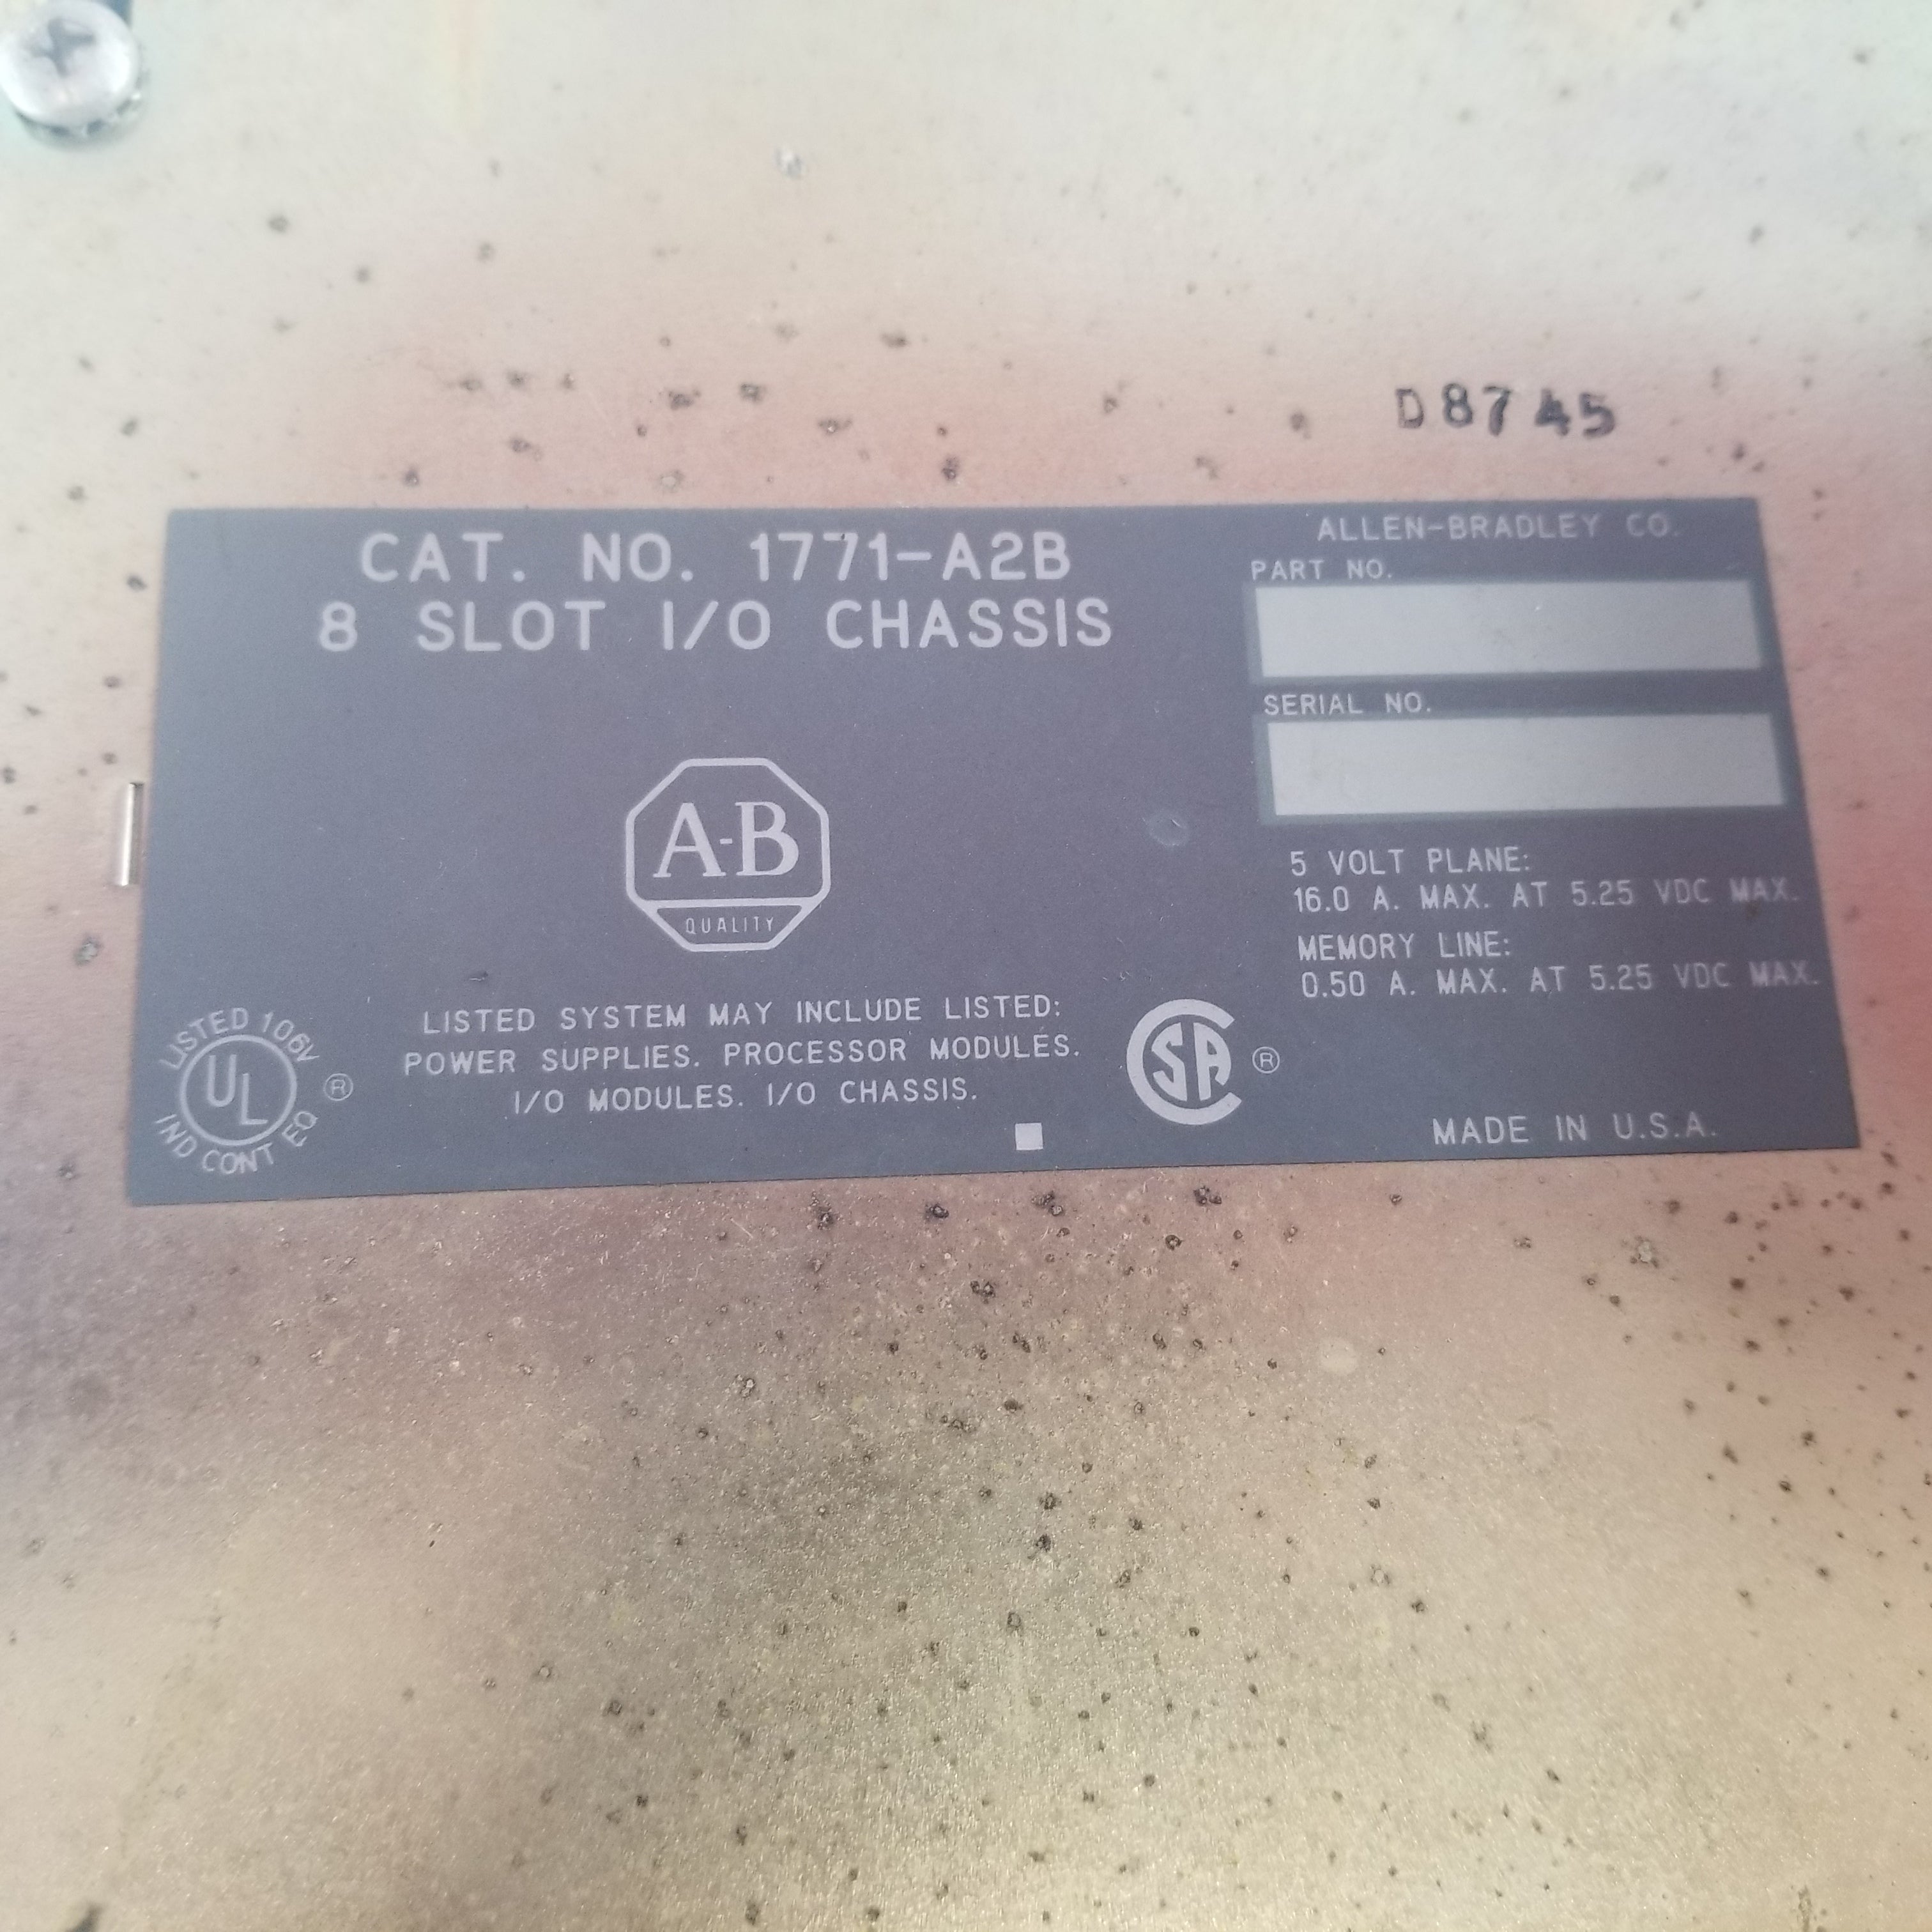 D8745
CAT. NO. 1771-A2B
8 SLOT I/O CHASSIS
ALLEN-BRADLEY CO.
PART NO.
SERIAL NO.
A-B
QUALITY
5 VOLT PLANE:
16.0 A. MAX. AT 5.25 VDC MAX.
MEMORY LINE:
0.50 A. MAX. AT 5.25 VDC MAX.
LISTED 106V
UL ®
IND CONT EQ
LISTED SYSTEM MAY INCLUDE LISTED:
POWER SUPPLIES. PROCESSOR MODULES.
I/O MODULES. I/O CHASSIS.
SA ®
MADE IN U.S.A.